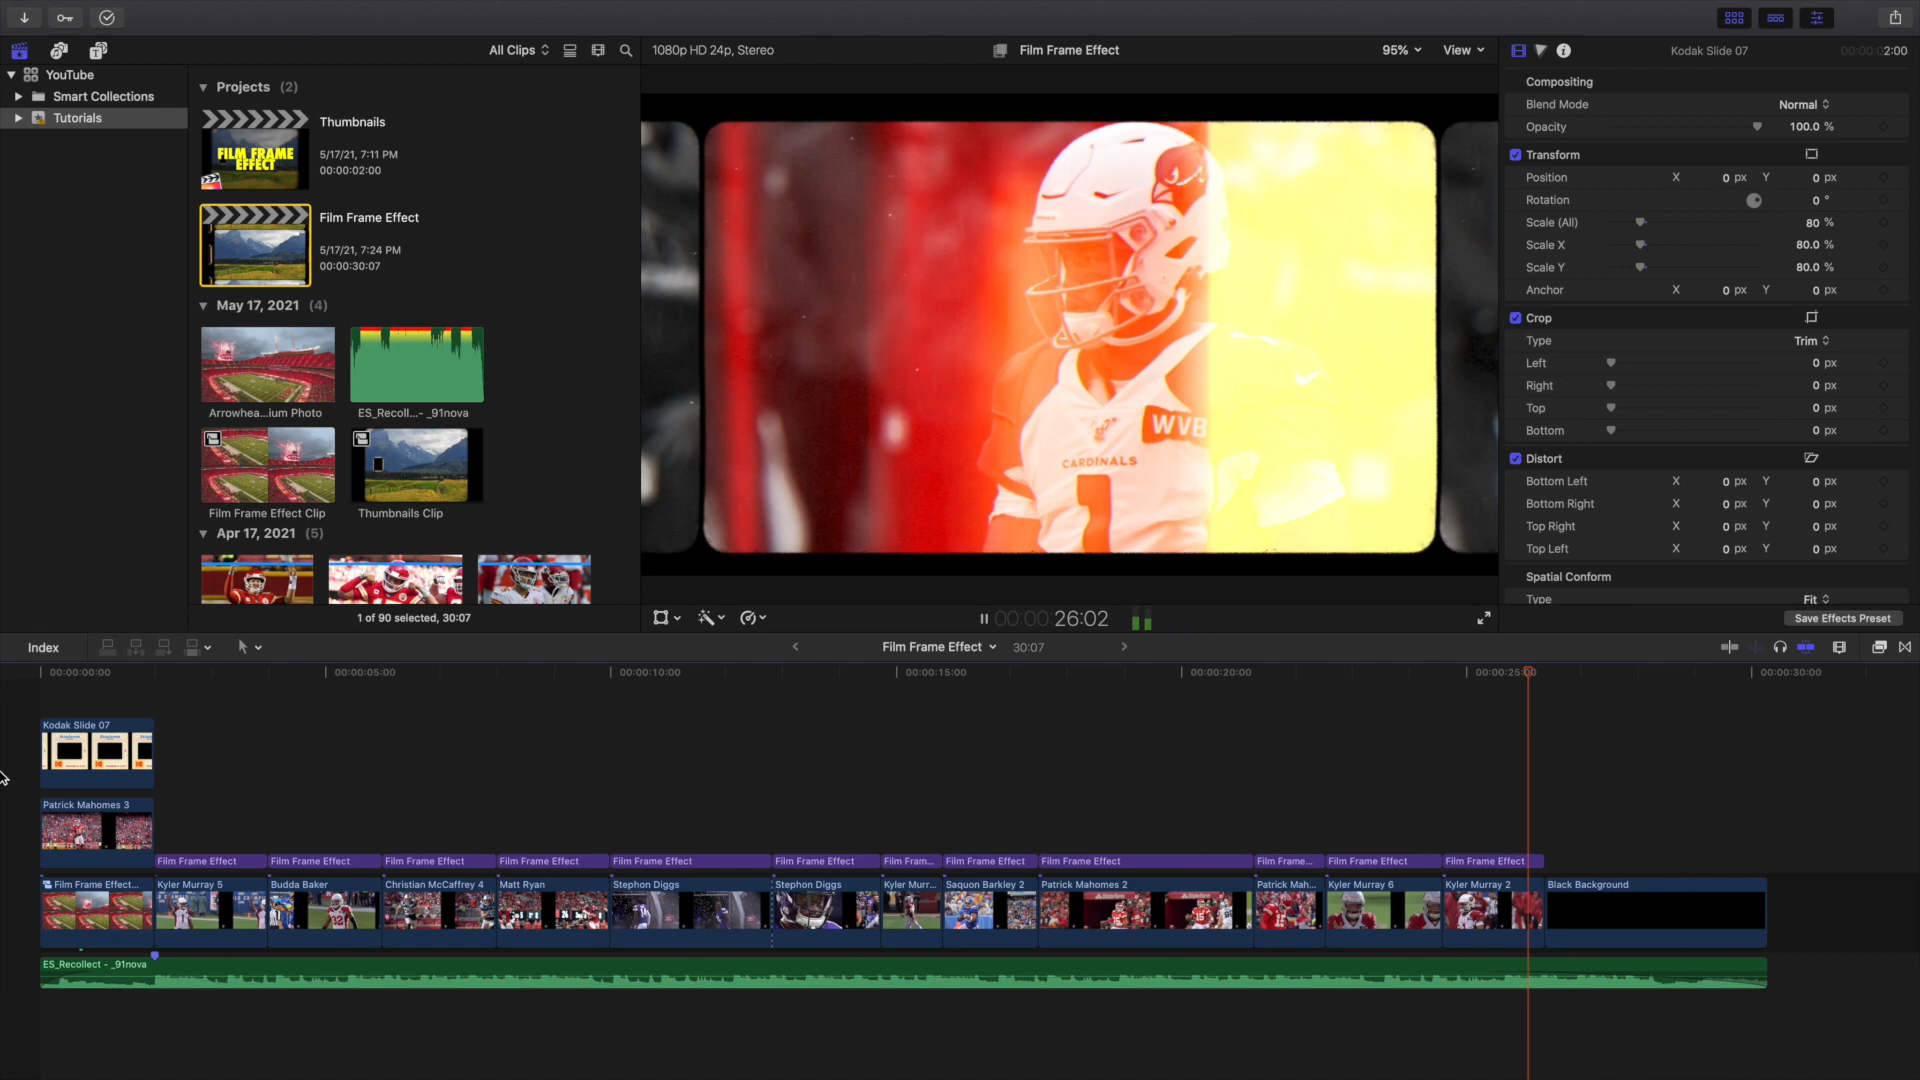 All Clips
1080p HD 24p, Stereo
Film Frame Effect
95%
View
Kodak Slide 07
00:00:02:00
YouTube
Smart Collections
Tutorials
Projects (2)
Thumbnails
FILM FRAME
EFFECT
5/17/21, 7:11 PM
00:00:02:00
Film Frame Effect
5/17/21, 7:24 PM
00:00:30:07
May 17, 2021 (4)
Arrowhea...ium Photo
ES_Recoll...- _91nova
Film Frame Effect Clip
Thumbnails Clip
Apr 17, 2021 (5)
1 of 90 selected, 30:07
WVB
CARDINALS
1
00:00:26:02
Compositing
Blend Mode Normal
Opacity 100.0 %
Transform
Position X 0 px Y 0 px
Rotation 0 °
Scale (All) 80 %
Scale X 80.0 %
Scale Y 80.0 %
Anchor X 0 px Y 0 px
Crop
Type Trim
Left 0 px
Right 0 px
Top 0 px
Bottom 0 px
Distort
Bottom Left X 0 px Y 0 px
Bottom Right X 0 px Y 0 px
Top Right X 0 px Y 0 px
Top Left X 0 px Y 0 px
Spatial Conform
Type Fit
Save Effects Preset
Index
Film Frame Effect 30:07
00:00:00:00 00:00:05:00 00:00:10:00 00:00:15:00 00:00:20:00 00:00:25:00 00:00:30:00
Kodak Slide 07
Patrick Mahomes 3
Film Frame Effect Film Frame Effect Film Frame Effect Film Frame Effect Film Frame Effect Film Frame Effect Film Fram... Film Frame Effect Film Frame Effect Film Frame... Film Frame Effect Film Frame Effect
Film Frame Effect... Kyler Murray 5 Budda Baker Christian McCaffrey 4 Matt Ryan Stephon Diggs Stephon Diggs Kyler Murr... Saquon Barkley 2 Patrick Mahomes 2 Patrick Mah... Kyler Murray 6 Kyler Murray 2 Black Background
ES_Recollect - _91nova